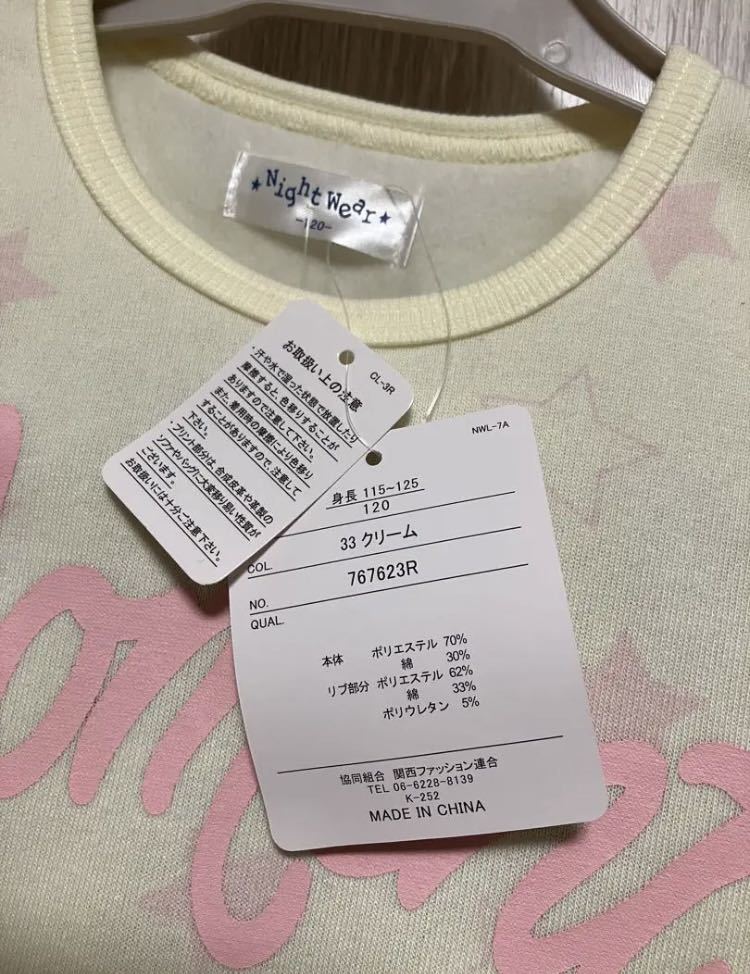 ★Night Wear★
-120-
CL-3R
お取扱い上の注意
・汗や水で湿った状態で放置したり
摩擦すると、色移りすることが
ありますので注意して下さい。
また、着用時の摩擦により色移り
することがありますので、注意して
下さい。
・プリント部分は、合成皮革や革製の
ソファやバッグに大変移り易い性質が
ございます。
お取扱いには十分ご注意下さい。
NWL-7A
身長 115~125
120
COL. 33 クリーム
NO. 767623R
QUAL.
本体 ポリエステル 70%
綿 30%
リブ部分 ポリエステル 62%
綿 33%
ポリウレタン 5%
協同組合 関西ファッション連合
TEL 06-6228-8139
K-252
MADE IN CHINA